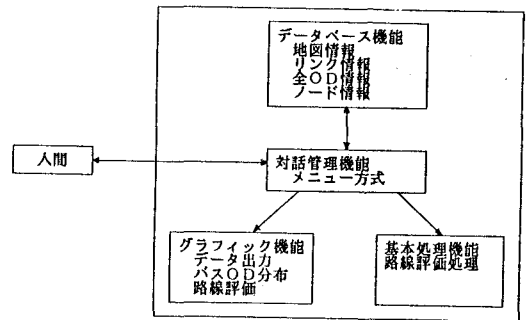 データベース機能
地図情報
リンク情報
全OD情報
ノード情報
人間
対話管理機能
メニュー方式
グラフィック機能
データ出力
バスOD分布
路線評価
基本処理機能
路線評価処理